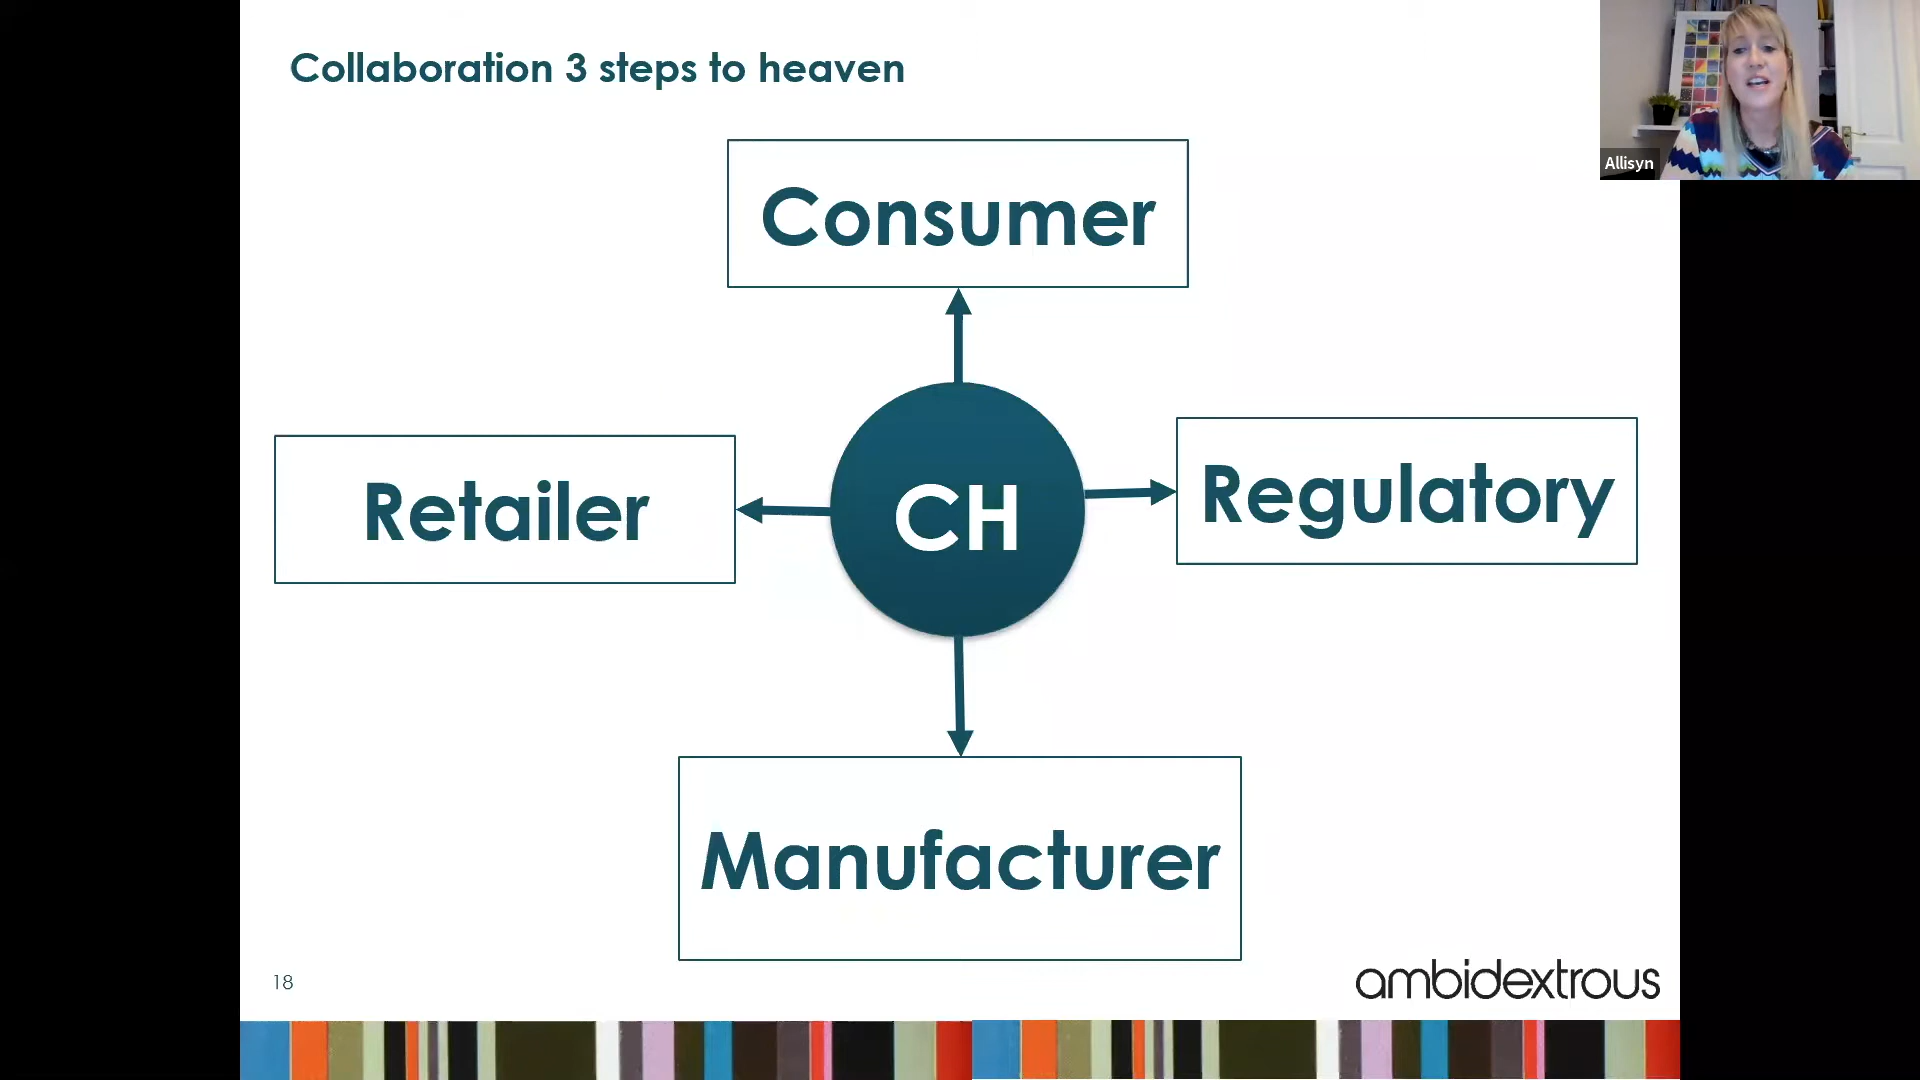 Collaboration 3 steps to heaven
Allisyn
Consumer
Retailer
CH
Regulatory
Manufacturer
18
ambidextrous